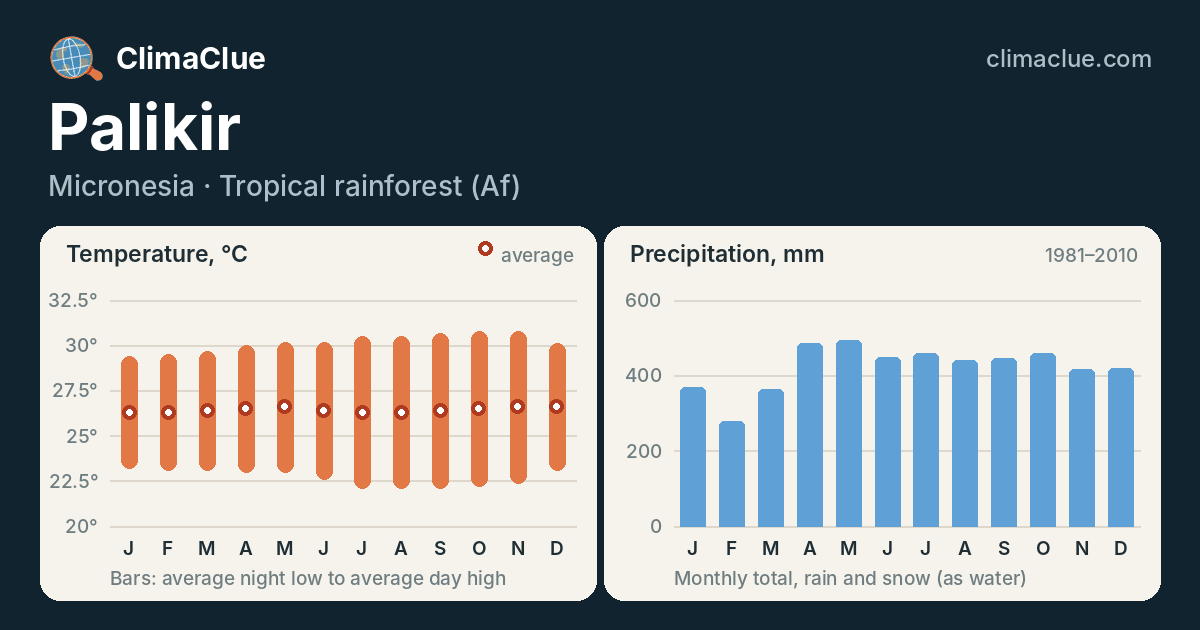 ClimaClue
climaclue.com
Palikir
Micronesia · Tropical rainforest (Af)
Temperature, °C
average
32.5°
30°
27.5°
25°
22.5°
20°
J F M A M J J A S O N D
Bars: average night low to average day high
Precipitation, mm
1981–2010
600
400
200
0
J F M A M J J A S O N D
Monthly total, rain and snow (as water)